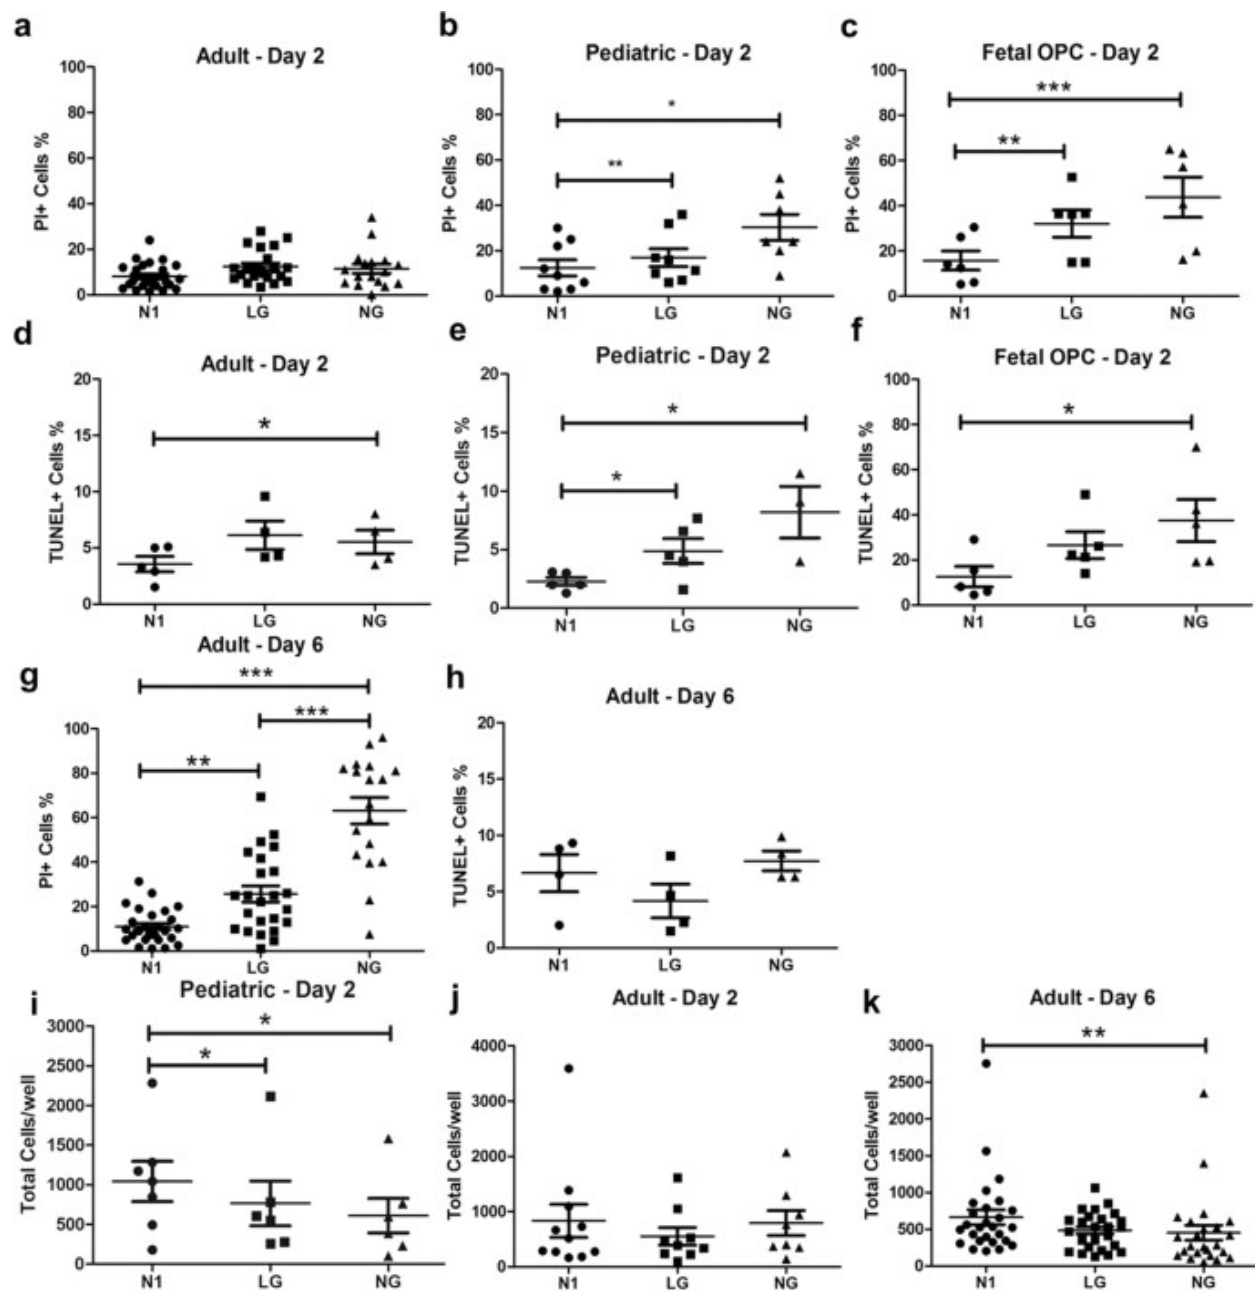 a
Adult - Day 2
PI+ Cells %
100
80
60
40
20
0
N1 LG NG
b
Pediatric - Day 2
PI+ Cells %
100
80
60
40
20
0
*
**
N1 LG NG
c
Fetal OPC - Day 2
PI+ Cells %
100
80
60
40
20
0
***
**
N1 LG NG
d
Adult - Day 2
TUNEL+ Cells %
20
15
10
5
0
*
N1 LG NG
e
Pediatric - Day 2
TUNEL+ Cells %
20
15
10
5
0
*
*
N1 LG NG
f
Fetal OPC - Day 2
TUNEL+ Cells %
100
80
60
40
20
0
*
N1 LG NG
g
Adult - Day 6
PI+ Cells %
100
80
60
40
20
0
***
***
**
N1 LG NG
h
Adult - Day 6
TUNEL+ Cells %
20
15
10
5
0
N1 LG NG
i
Pediatric - Day 2
Total Cells/well
3000
2500
2000
1500
1000
500
0
*
*
N1 LG NG
j
Adult - Day 2
Total Cells/well
4000
3000
2000
1000
0
N1 LG NG
k
Adult - Day 6
Total Cells/well
3000
2500
2000
1500
1000
500
0
**
N1 LG NG